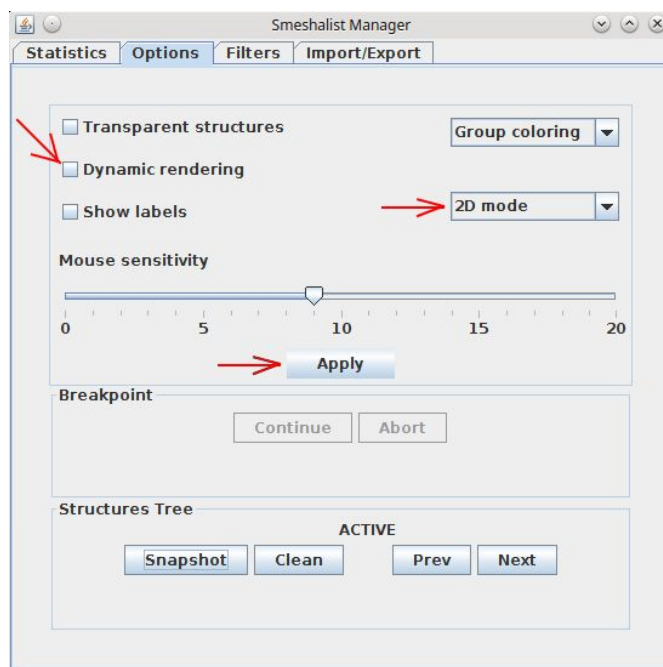 Smeshalist Manager
Statistics Options Filters Import/Export
Transparent structures Group coloring
Dynamic rendering
Show labels 2D mode
Mouse sensitivity
0 5 10 15 20
Apply
Breakpoint
Continue Abort
Structures Tree
ACTIVE
Snapshot Clean Prev Next